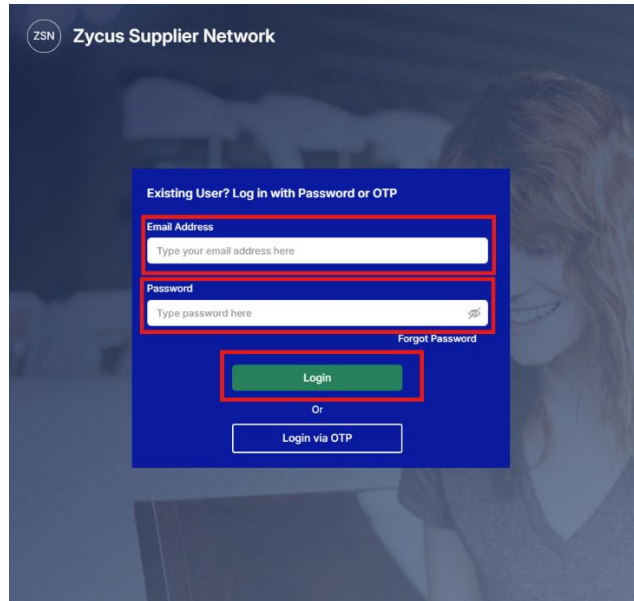 ZSN Zycus Supplier Network
Existing User? Log in with Password or OTP
Email Address
Type your email address here
Password
Type password here
Forgot Password
Login
Or
Login via OTP